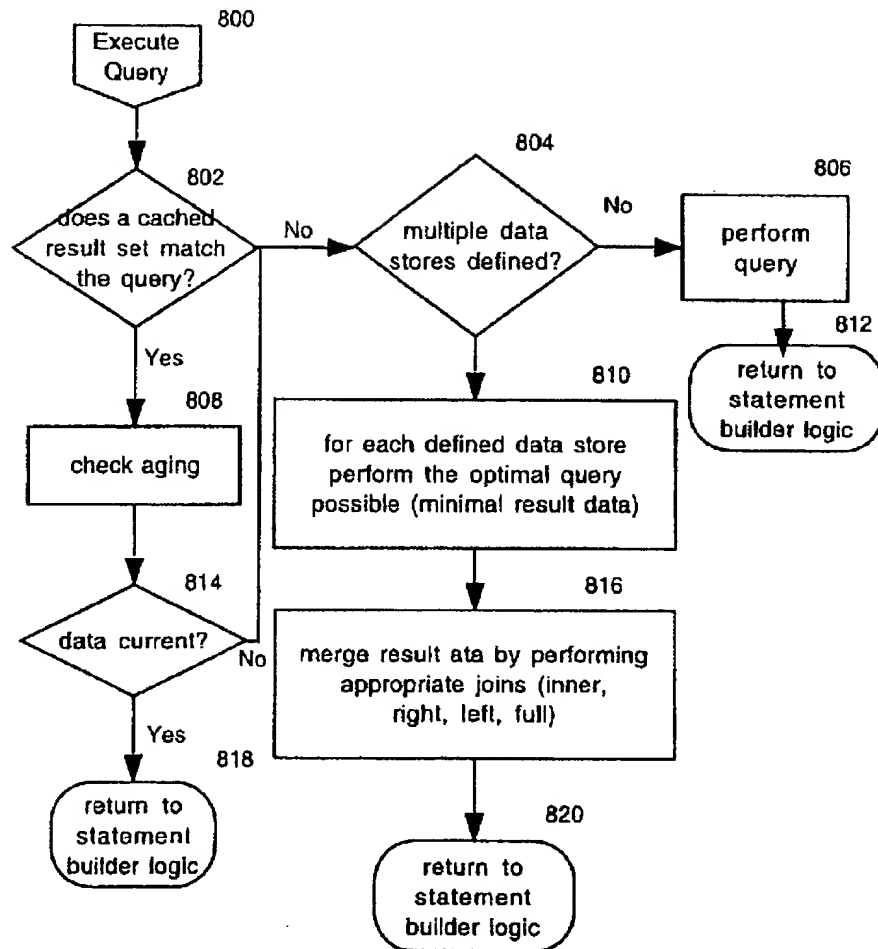 800
Execute
Query
802
does a cached
result set match
the query?
No
804
multiple data
stores defined?
No
806
perform
query
812
return to
statement
builder logic
Yes
808
check aging
814
data current?
No
Yes
818
return to
statement
builder logic
810
for each defined data store
perform the optimal query
possible (minimal result data)
816
merge result ata by performing
appropriate joins (inner,
right, left, full)
820
return to
statement
builder logic